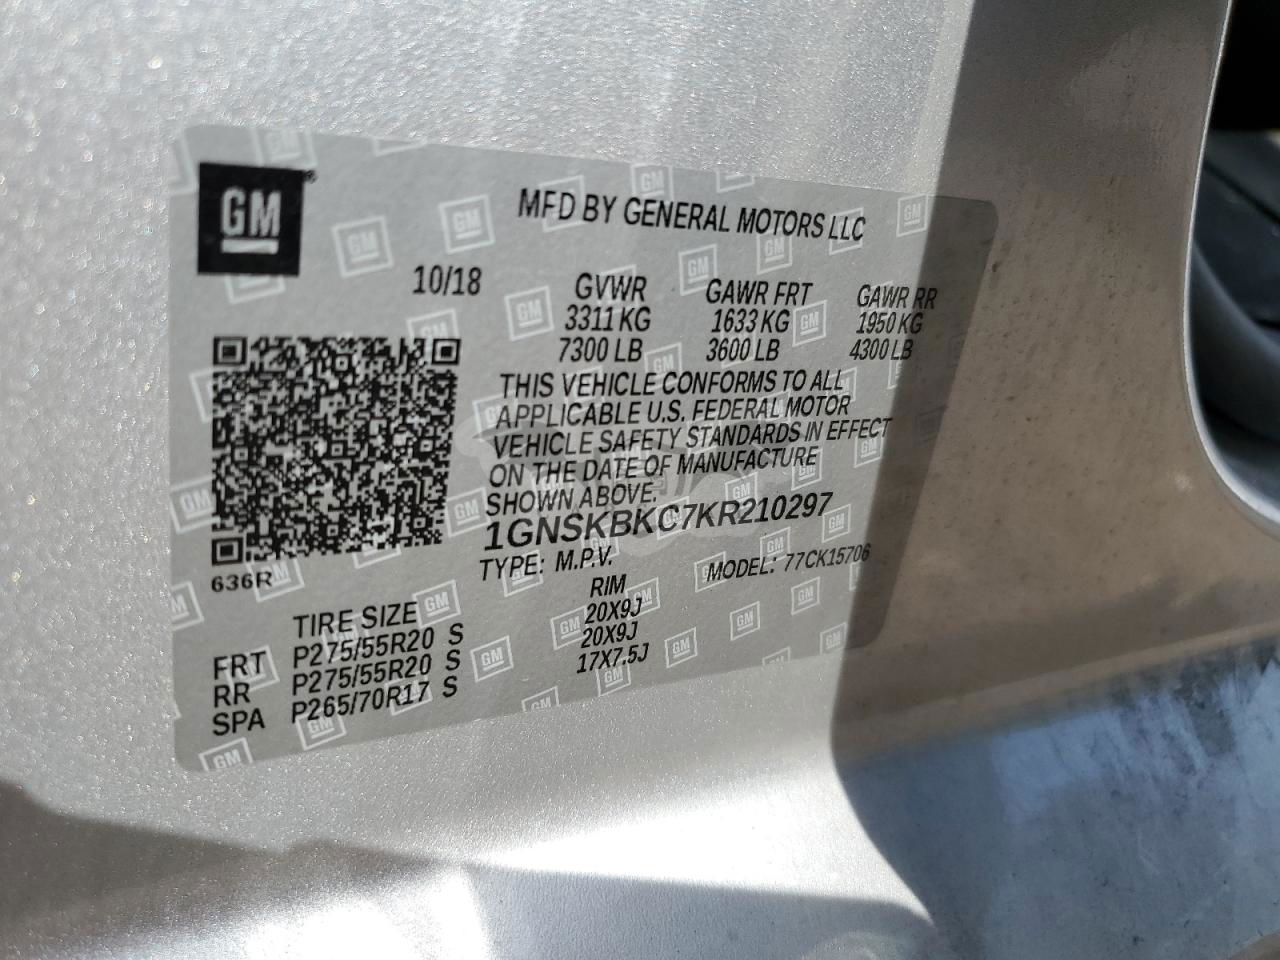 GM
MFD BY GENERAL MOTORS LLC
10/18 GVWR GAWR FRT GAWR RR
3311 KG 1633 KG 1950 KG
7300 LB 3600 LB 4300 LB
THIS VEHICLE CONFORMS TO ALL
APPLICABLE U.S. FEDERAL MOTOR
VEHICLE SAFETY STANDARDS IN EFFECT
ON THE DATE OF MANUFACTURE
SHOWN ABOVE.
1GNSKBKC7KR210297
TYPE: M.P.V. MODEL: 77CK15706
636R
TIRE SIZE RIM
FRT P275/55R20 S 20X9J
RR P275/55R20 S 20X9J
SPA P265/70R17 S 17X7.5J